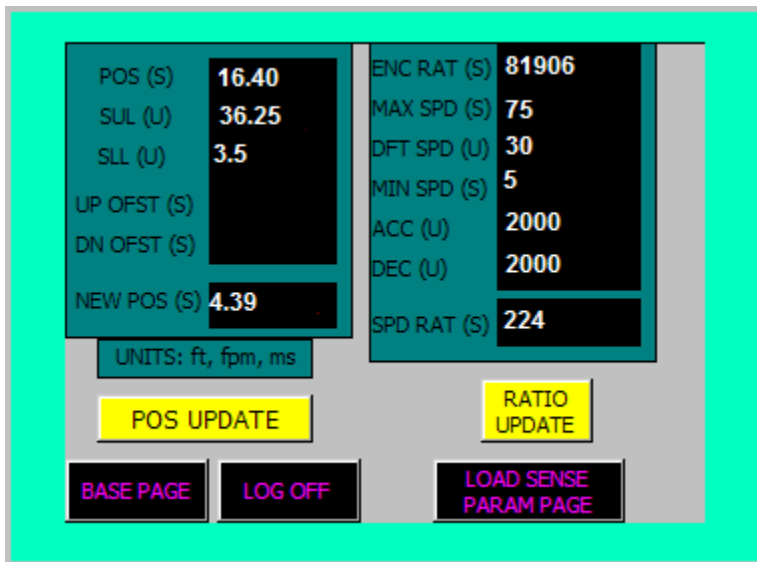 POS (S) 16.40
SUL (U) 36.25
SLL (U) 3.5
UP OFST (S)
DN OFST (S)
NEW POS (S) 4.39
UNITS: ft, fpm, ms
ENC RAT (S) 81906
MAX SPD (S) 75
DFT SPD (U) 30
MIN SPD (S) 5
ACC (U) 2000
DEC (U) 2000
SPD RAT (S) 224
POS UPDATE
RATIO
UPDATE
BASE PAGE
LOG OFF
LOAD SENSE
PARAM PAGE